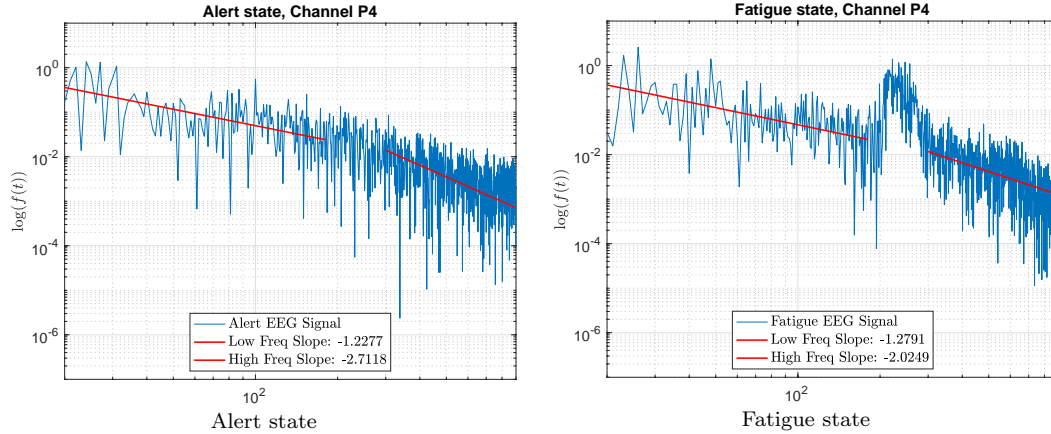 Alert state, Channel P4
log(f(t))
10^0
10^-2
10^-4
10^-6
Alert EEG Signal
Low Freq Slope: -1.2277
High Freq Slope: -2.7118
10^2
Alert state
Fatigue state, Channel P4
log(f(t))
10^0
10^-2
10^-4
10^-6
Fatigue EEG Signal
Low Freq Slope: -1.2791
High Freq Slope: -2.0249
10^2
Fatigue state